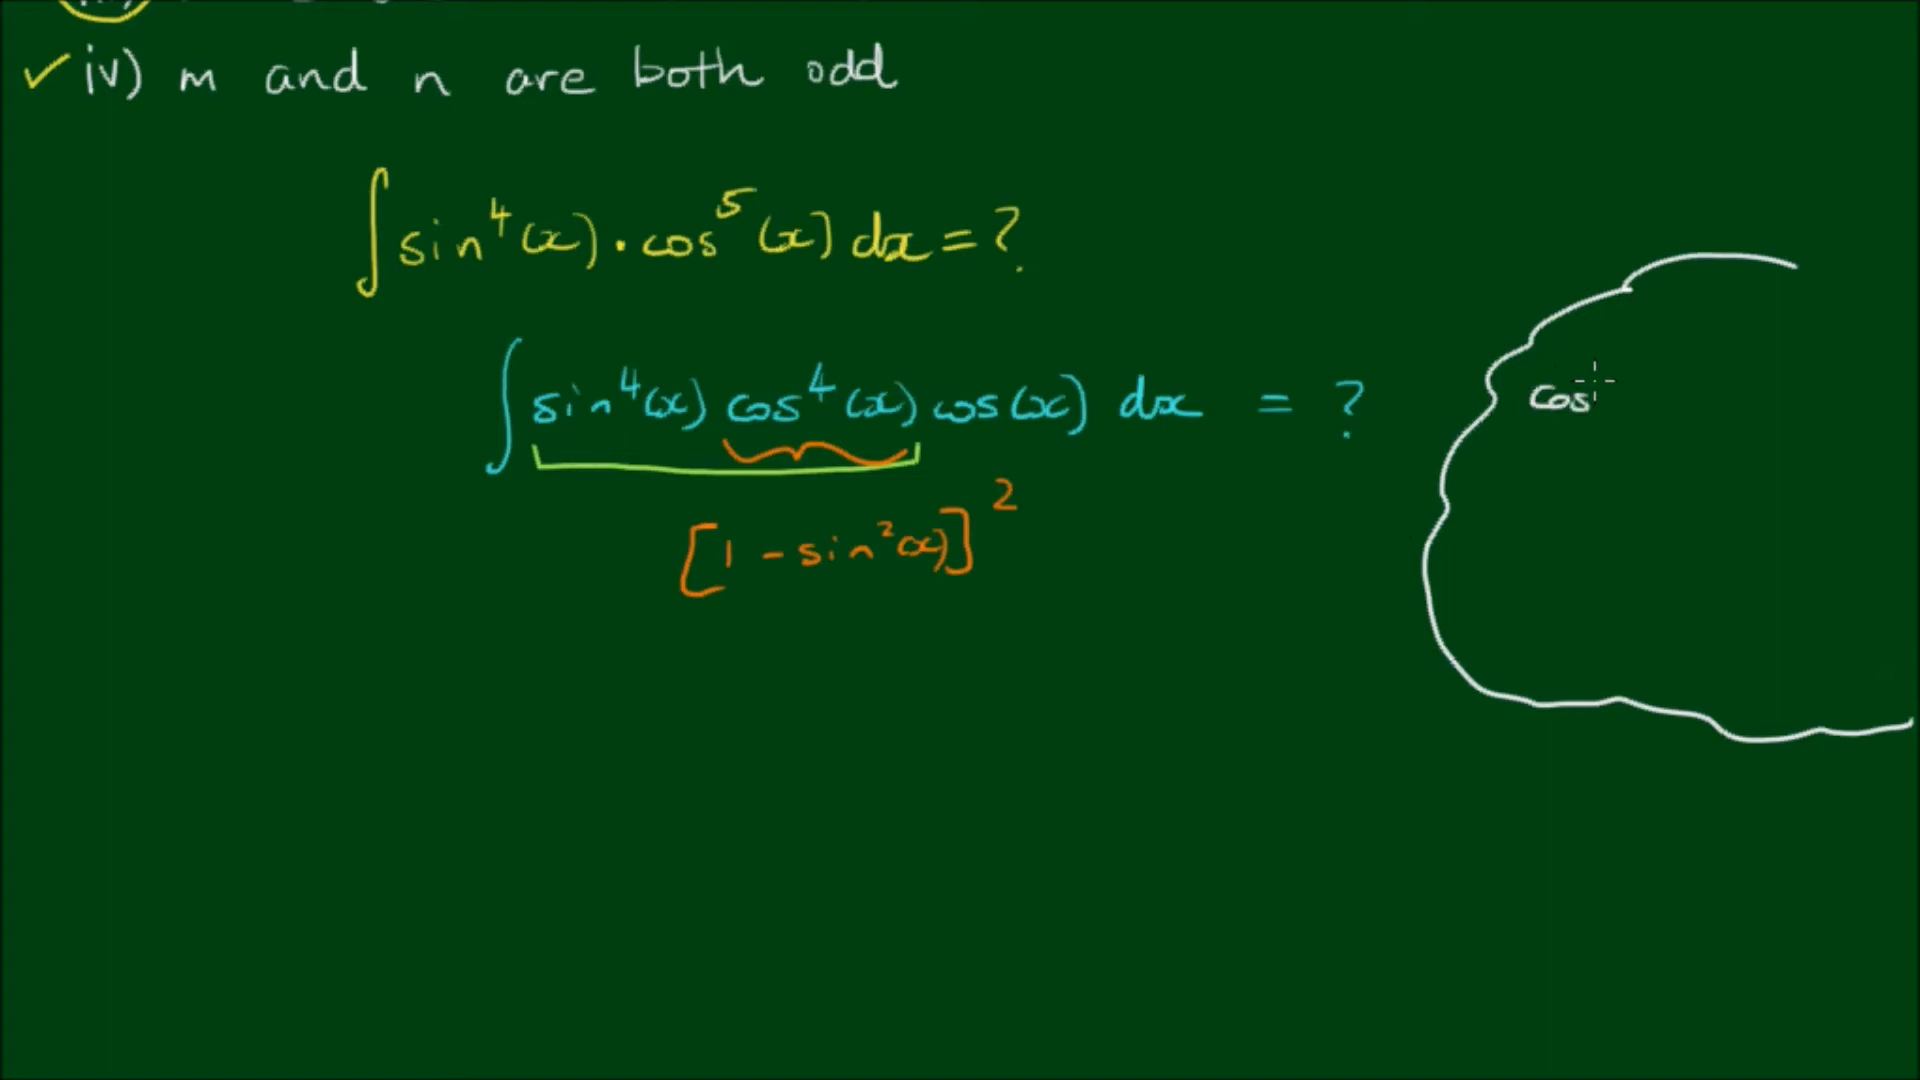 ✓ iv) m and n are both odd
∫ sin⁴(x) · cos⁵(x) dx = ?
∫ sin⁴(x) cos⁴(x) cos(x) dx = ?
cos
[1 - sin²(x)]²